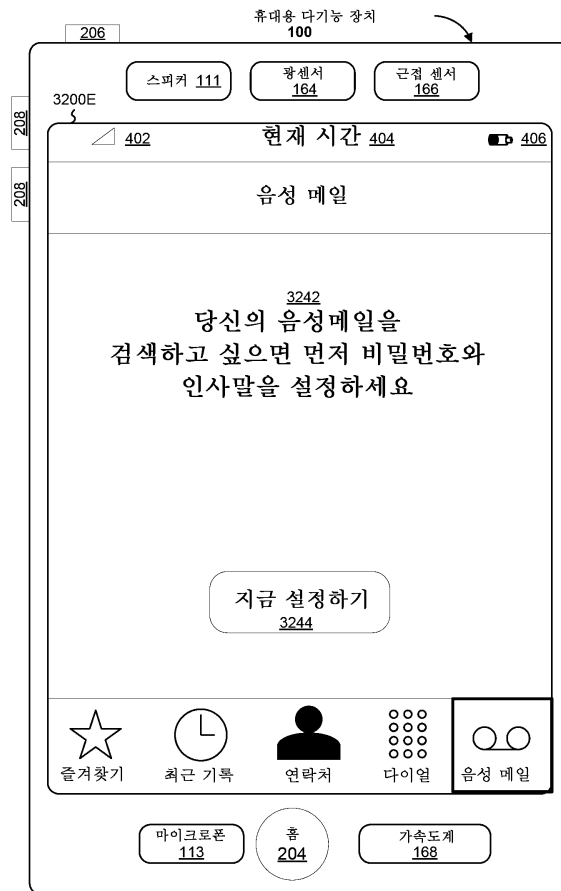 휴대용 다기능 장치
100
206
스피커 111
광센서
164
근접 센서
166
208
208
3200E
402
현재 시간 404
406
음성 메일
3242
당신의 음성메일을
검색하고 싶으면 먼저 비밀번호와
인사말을 설정하세요
지금 설정하기
3244
즐겨찾기
최근 기록
연락처
다이얼
음성 메일
마이크로폰
113
홈
204
가속도계
168